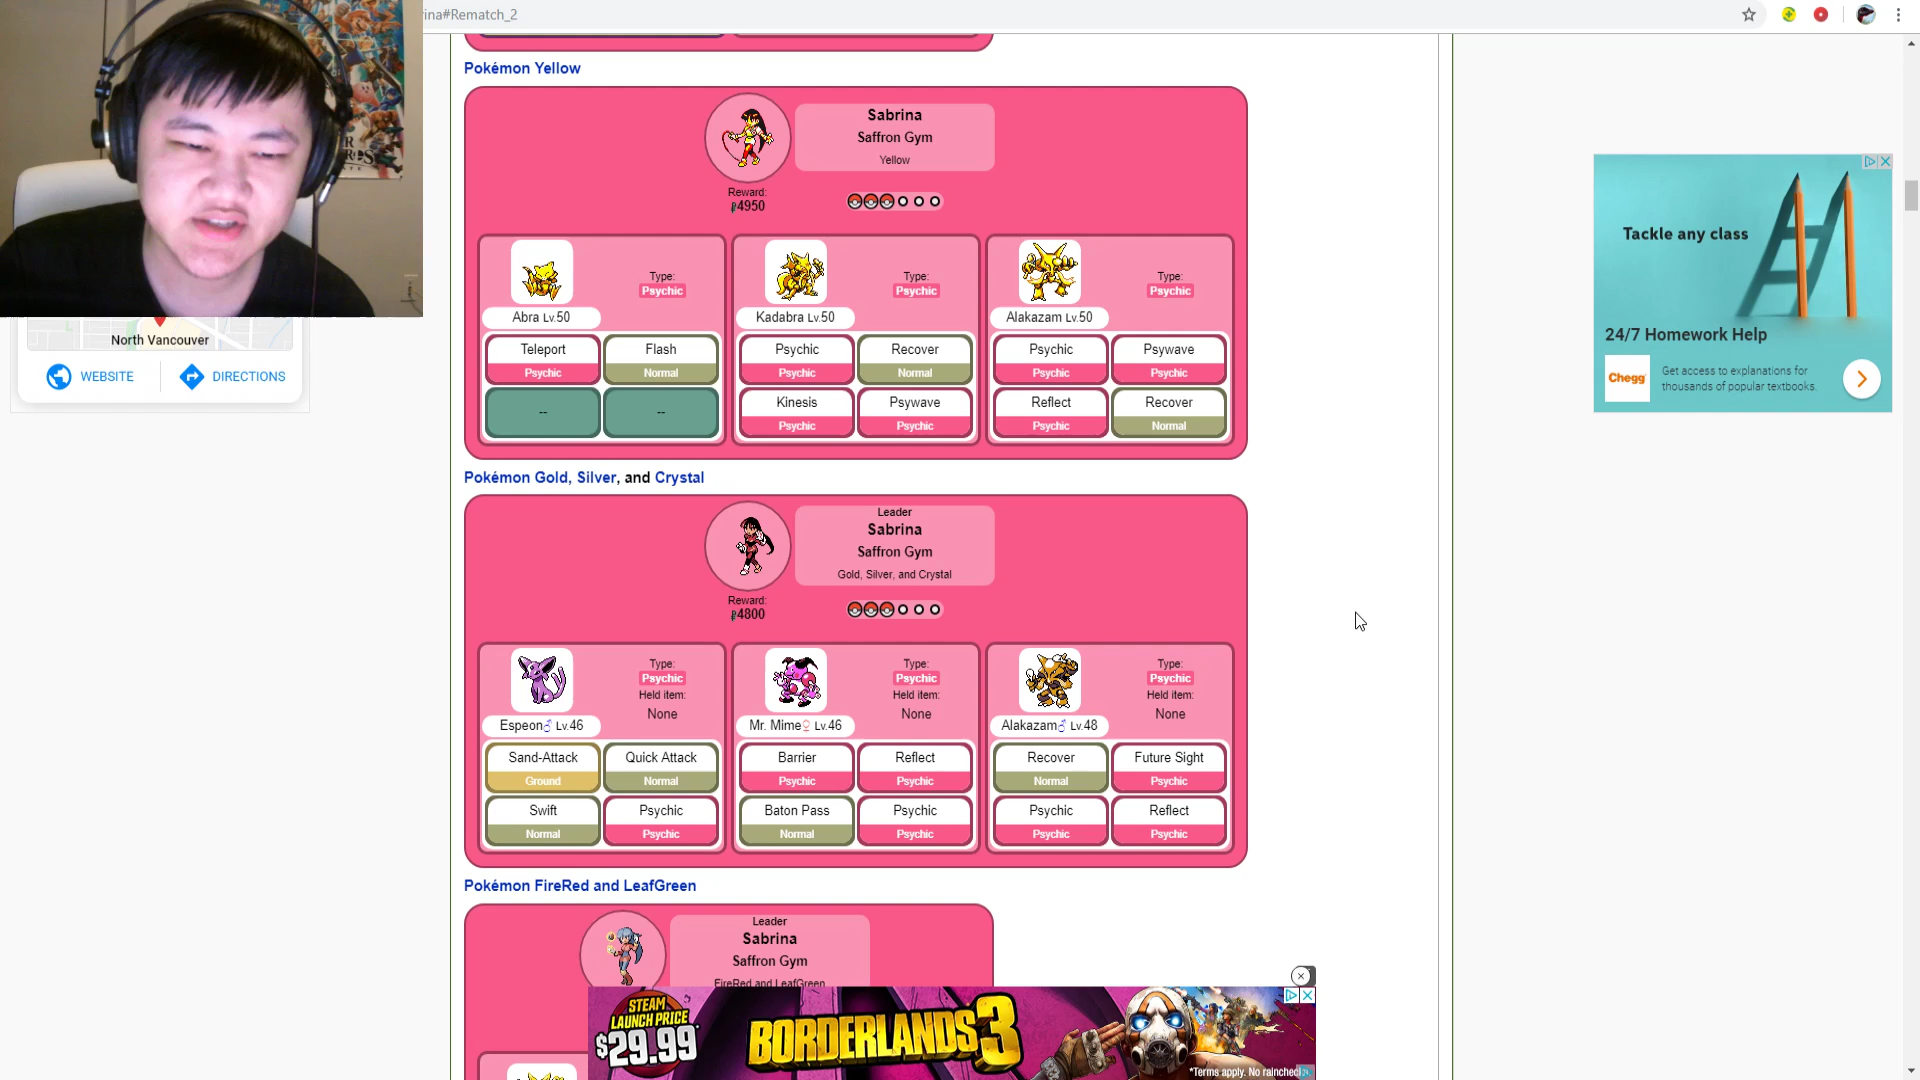 rina#Rematch_2
Pokémon Yellow
Sabrina
Saffron Gym
Yellow
Reward:
₽4950
Type:
Psychic
Abra Lv.50
Teleport
Psychic
Flash
Normal
--
--
Type:
Psychic
Kadabra Lv.50
Psychic
Psychic
Recover
Normal
Kinesis
Psychic
Psywave
Psychic
Type:
Psychic
Alakazam Lv.50
Psychic
Psychic
Psywave
Psychic
Reflect
Psychic
Recover
Normal
North Vancouver
WEBSITE
DIRECTIONS
Tackle any class
24/7 Homework Help
Chegg
Get access to explanations for
thousands of popular textbooks.
Pokémon Gold, Silver, and Crystal
Leader
Sabrina
Saffron Gym
Gold, Silver, and Crystal
Reward:
₽4800
Type:
Psychic
Held item:
None
Espeon♂ Lv.46
Sand-Attack
Ground
Quick Attack
Normal
Swift
Normal
Psychic
Psychic
Type:
Psychic
Held item:
None
Mr. Mime♀ Lv.46
Barrier
Psychic
Reflect
Psychic
Baton Pass
Normal
Psychic
Psychic
Type:
Psychic
Held item:
None
Alakazam♂ Lv.48
Recover
Normal
Future Sight
Psychic
Psychic
Psychic
Reflect
Psychic
Pokémon FireRed and LeafGreen
Leader
Sabrina
Saffron Gym
FireRed and LeafGreen
STEAM
LAUNCH PRICE
$29.99*
BORDERLANDS 3
*Terms apply. No rainchecks.